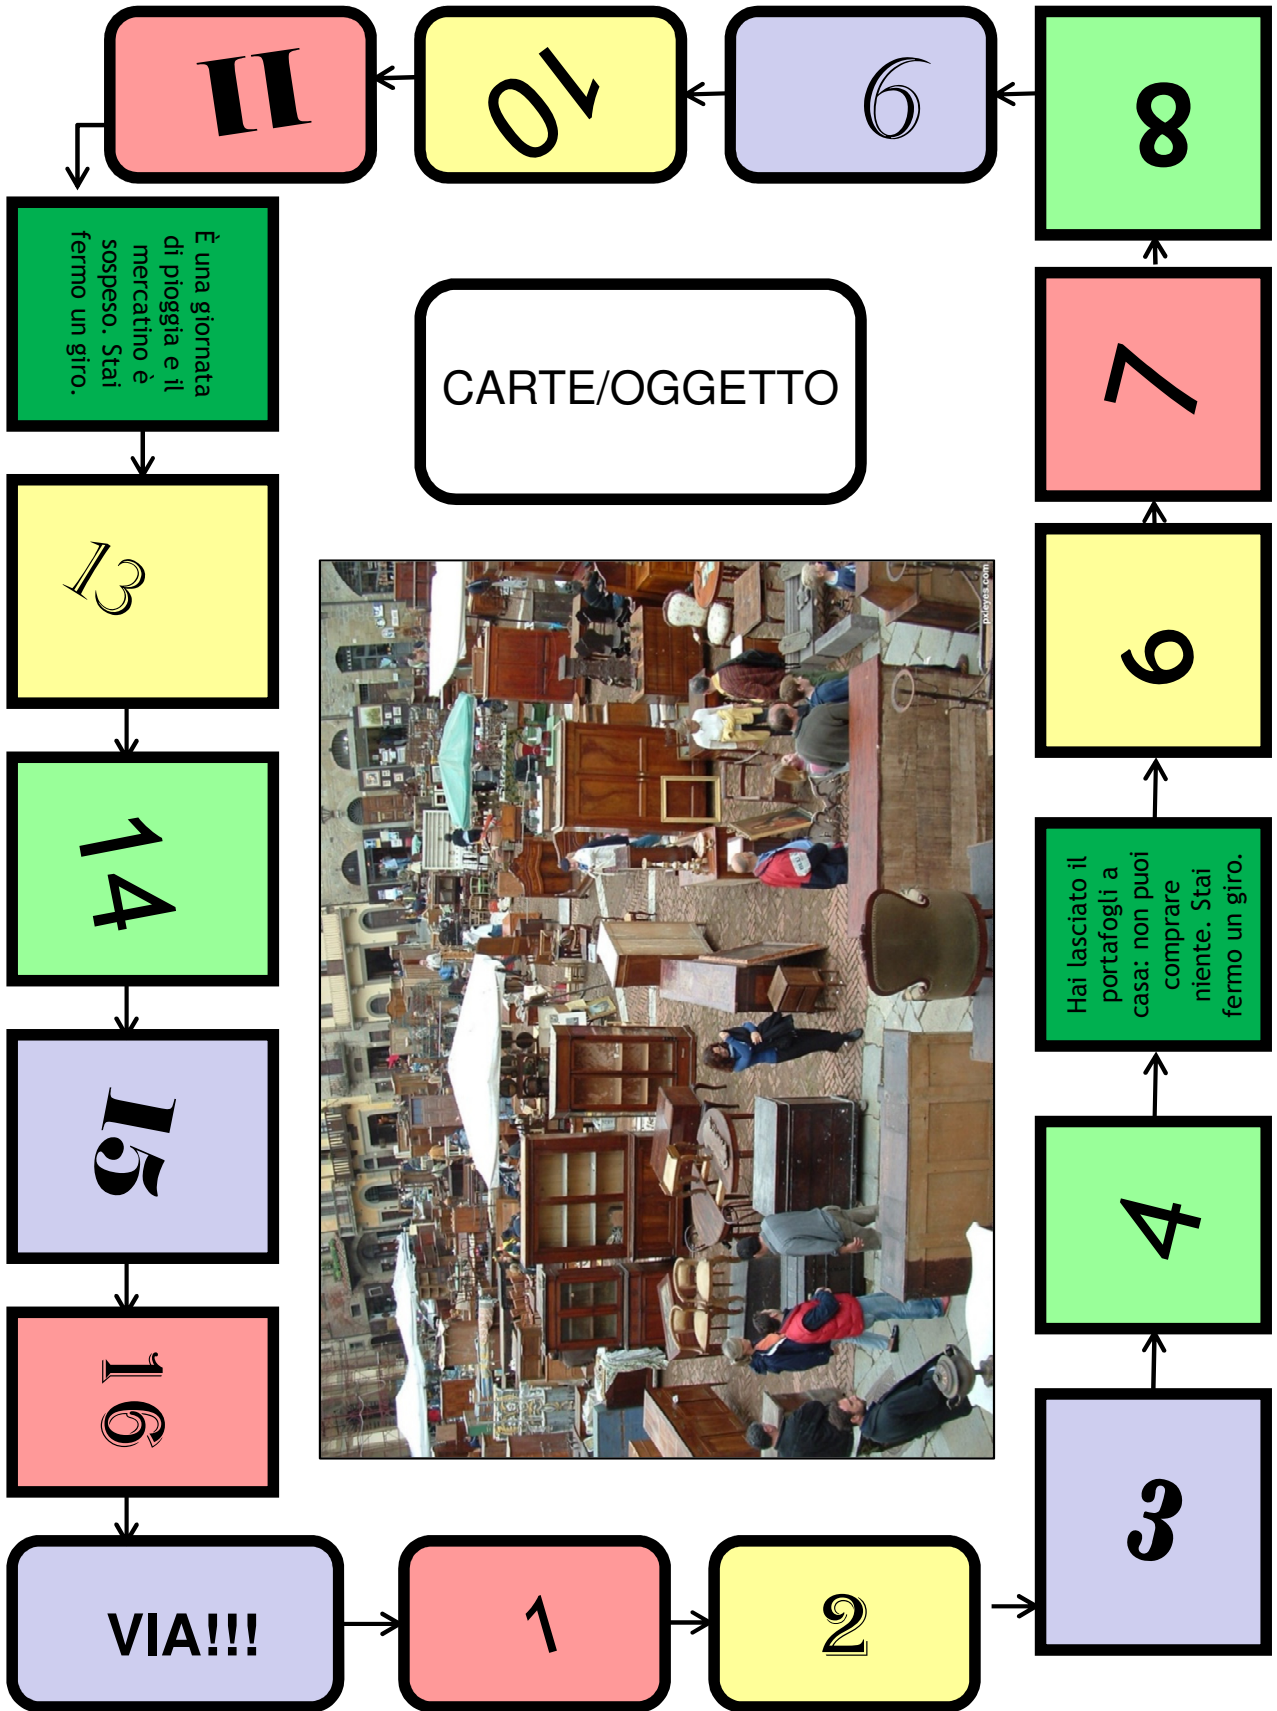 VIA!!!
1
2
3
4
Hai lasciato il
portafogli a
casa: non puoi
comprare
niente. Stai
fermo un giro.
6
7
8
9
10
11
È una giornata
di pioggia e il
mercatino è
sospeso. Stai
fermo un giro.
13
14
15
16
CARTE/OGGETTO
pxleyes.com